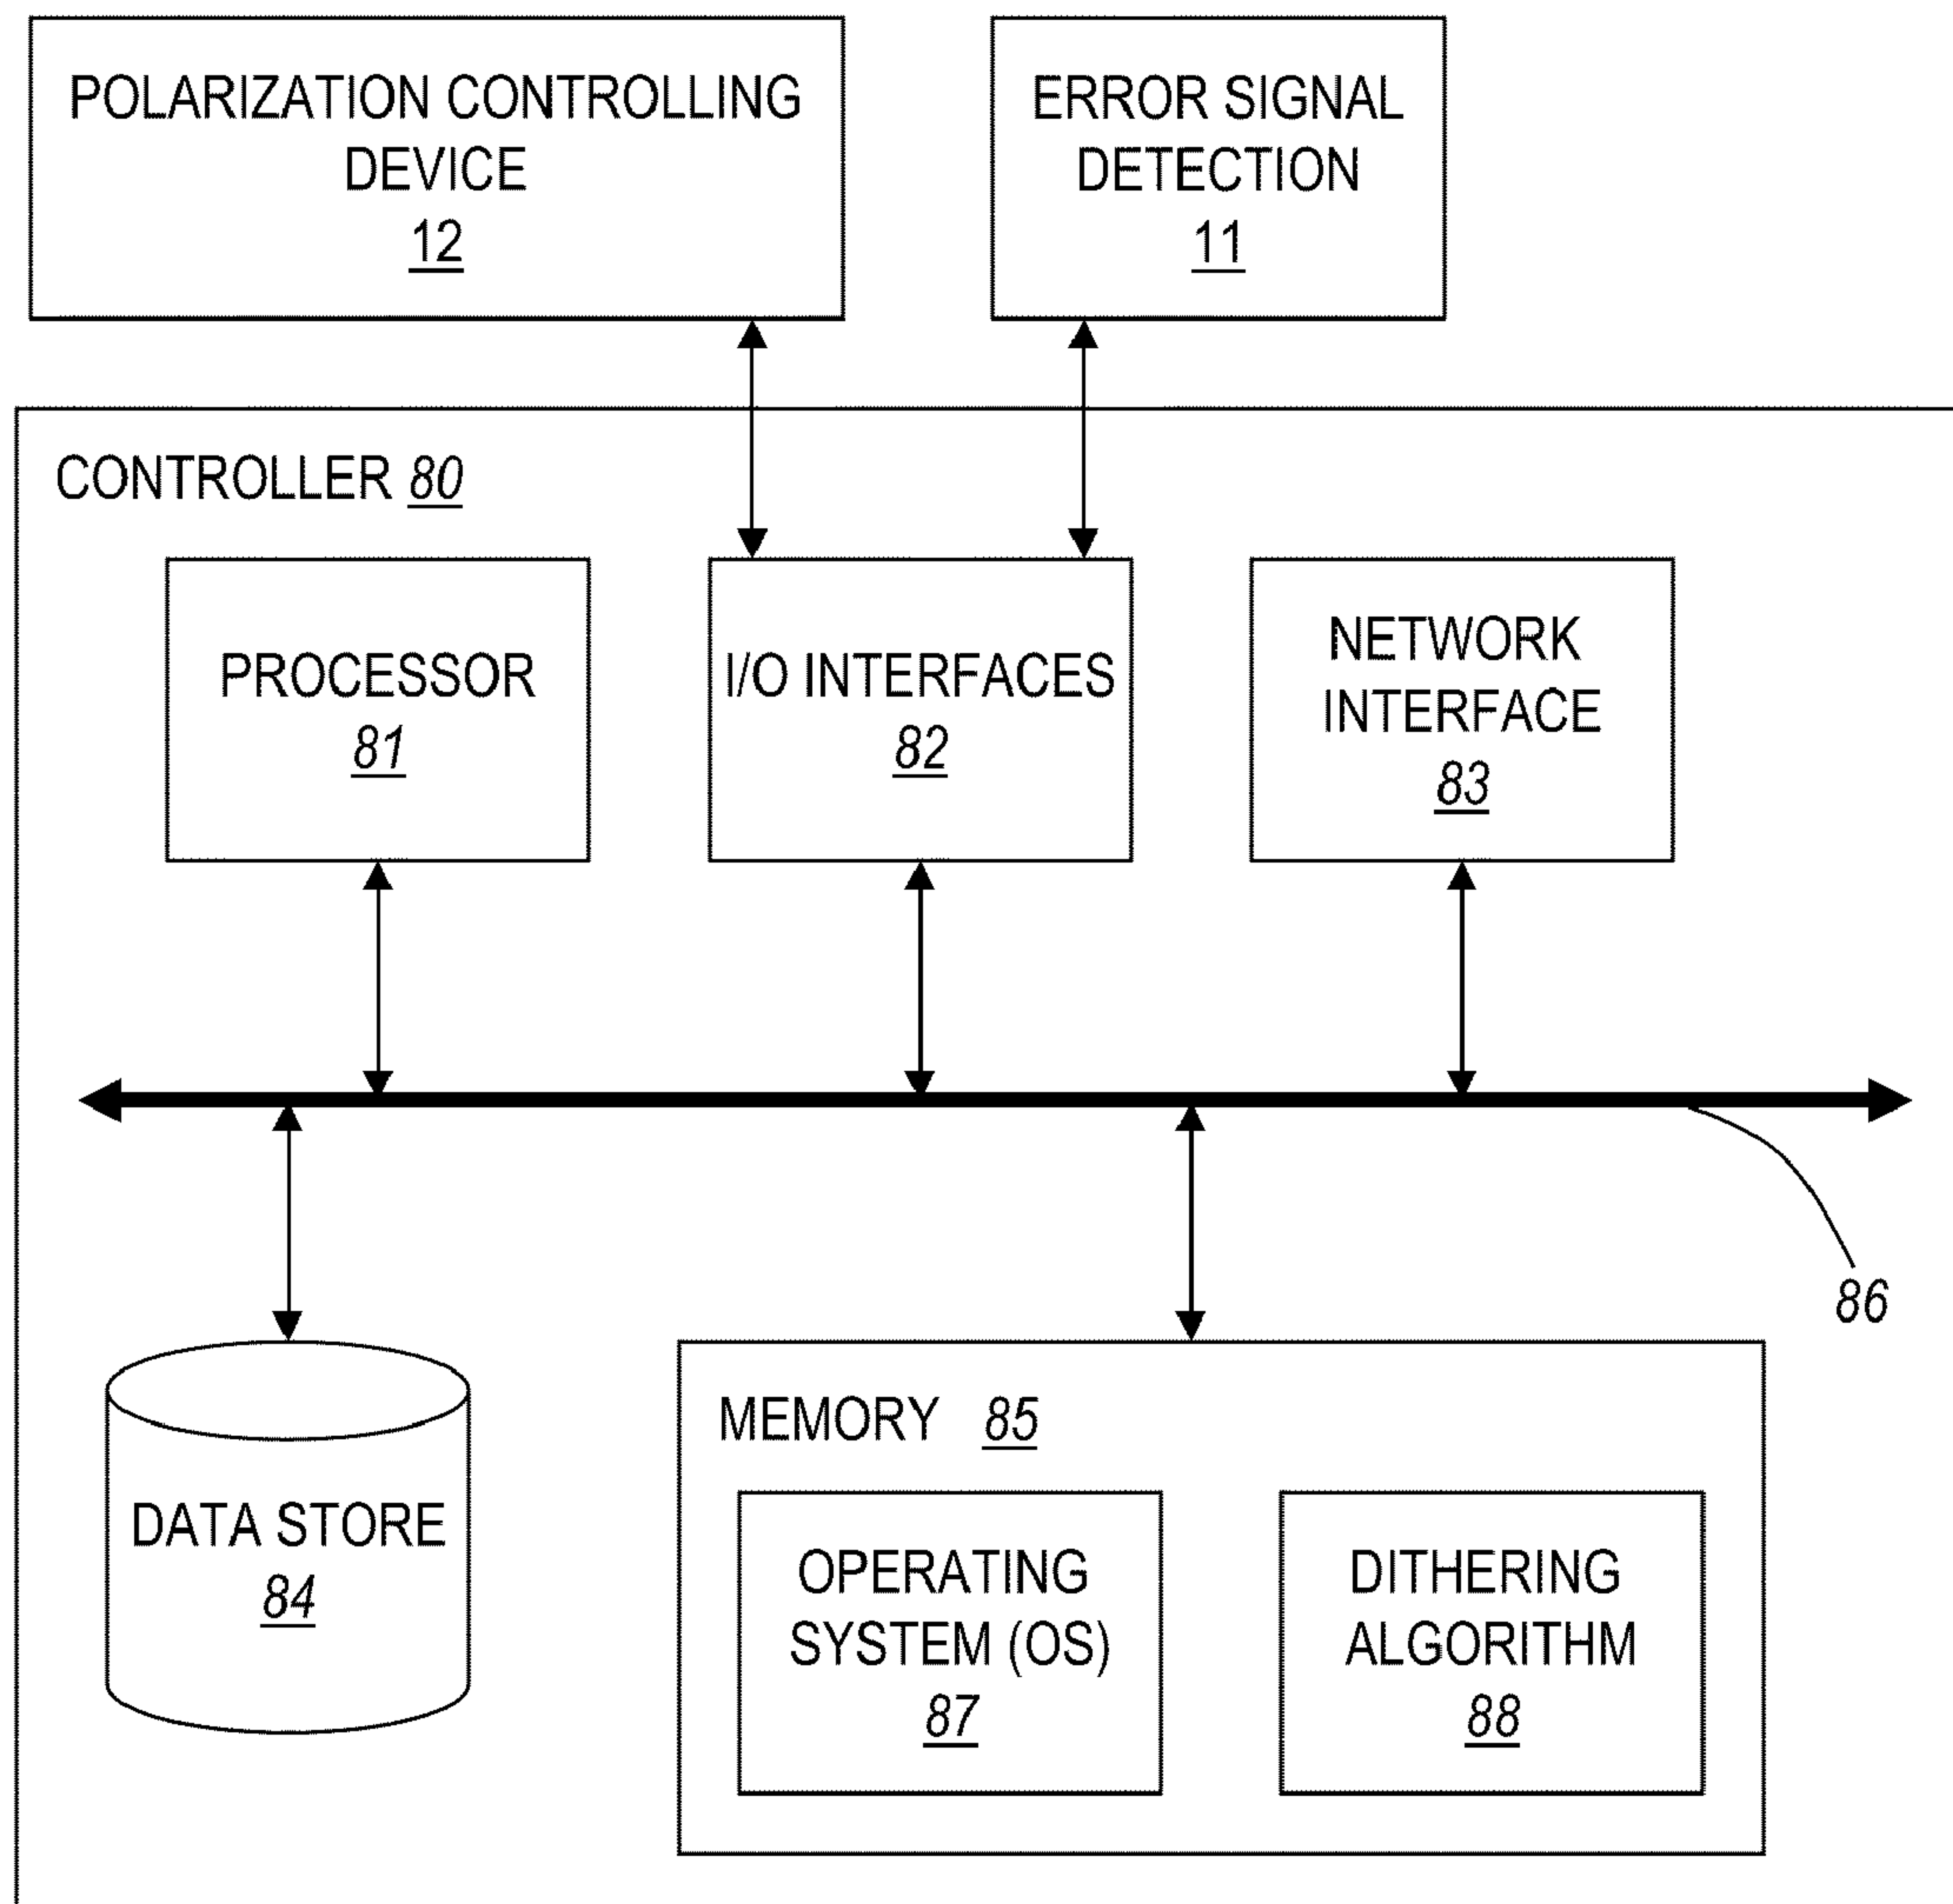 POLARIZATION CONTROLLING
DEVICE
12
ERROR SIGNAL
DETECTION
11
CONTROLLER 80
PROCESSOR
81
I/O INTERFACES
82
NETWORK
INTERFACE
83
86
DATA STORE
84
MEMORY 85
OPERATING
SYSTEM (OS)
87
DITHERING
ALGORITHM
88